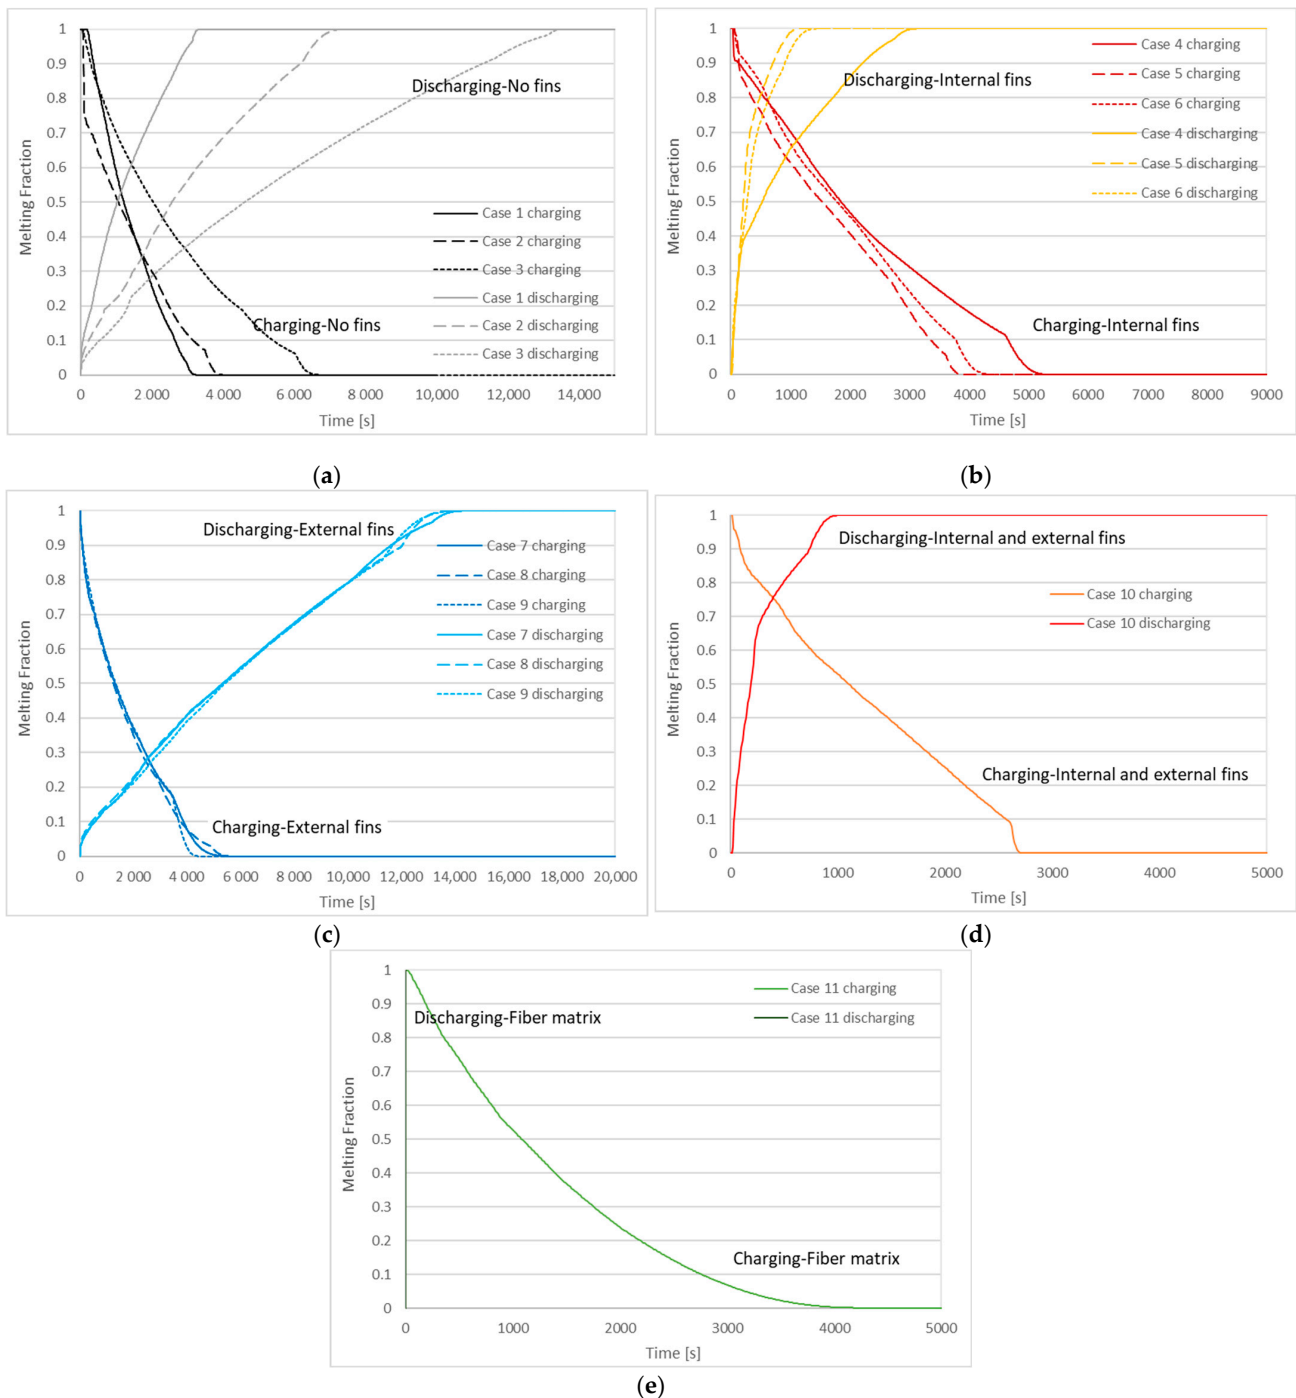 1
0.9
0.8
0.7
0.6
0.5
0.4
0.3
0.2
0.1
0
Melting Fraction
Discharging-No fins
Case 1 charging
Case 2 charging
Case 3 charging
Case 1 discharging
Case 2 discharging
Case 3 discharging
Charging-No fins
0 2 000 4 000 6 000 8 000 10,000 12,000 14,000
Time [s]
(a)
1
0.9
0.8
0.7
0.6
0.5
0.4
0.3
0.2
0.1
0
Melting Fraction
Discharging-Internal fins
Case 4 charging
Case 5 charging
Case 6 charging
Case 4 discharging
Case 5 discharging
Case 6 discharging
Charging-Internal fins
0 1000 2000 3000 4000 5000 6000 7000 8000 9000
Time [s]
(b)
1
0.9
0.8
0.7
0.6
0.5
0.4
0.3
0.2
0.1
0
Melting Fraction
Discharging-External fins
Case 7 charging
Case 8 charging
Case 9 charging
Case 7 discharging
Case 8 discharging
Case 9 discharging
Charging-External fins
0 2 000 4 000 6 000 8 000 10,000 12,000 14,000 16,000 18,000 20,000
Time [s]
(c)
1
0.9
0.8
0.7
0.6
0.5
0.4
0.3
0.2
0.1
0
Melting Fraction
Discharging-Internal and external fins
Case 10 charging
Case 10 discharging
Charging-Internal and external fins
0 1000 2000 3000 4000 5000
Time [s]
(d)
1
0.9
0.8
0.7
0.6
0.5
0.4
0.3
0.2
0.1
0
Melting Fraction
Case 11 charging
Discharging-Fiber matrix
Case 11 discharging
Charging-Fiber matrix
0 1000 2000 3000 4000 5000
Time [s]
(e)